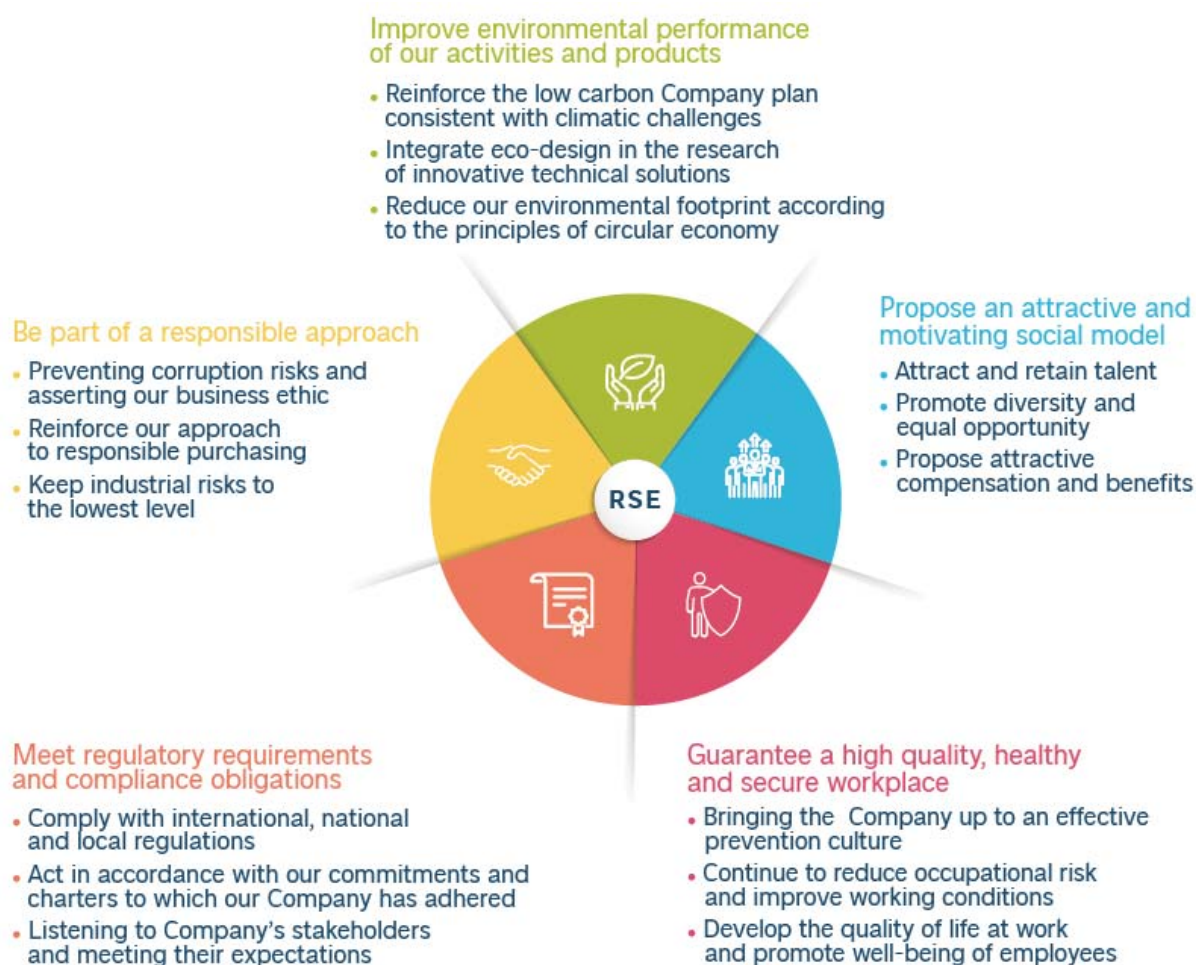 Improve environmental performance
of our activities and products
• Reinforce the low carbon Company plan
consistent with climatic challenges
• Integrate eco-design in the research
of innovative technical solutions
• Reduce our environmental footprint according
to the principles of circular economy
Be part of a responsible approach
• Preventing corruption risks and
asserting our business ethic
• Reinforce our approach
to responsible purchasing
• Keep industrial risks to
the lowest level
RSE
Propose an attractive and
motivating social model
• Attract and retain talent
• Promote diversity and
equal opportunity
• Propose attractive
compensation and benefits
Meet regulatory requirements
and compliance obligations
• Comply with international, national
and local regulations
• Act in accordance with our commitments and
charters to which our Company has adhered
• Listening to Company's stakeholders
and meeting their expectations
Guarantee a high quality, healthy
and secure workplace
• Bringing the Company up to an effective
prevention culture
• Continue to reduce occupational risk
and improve working conditions
• Develop the quality of life at work
and promote well-being of employees